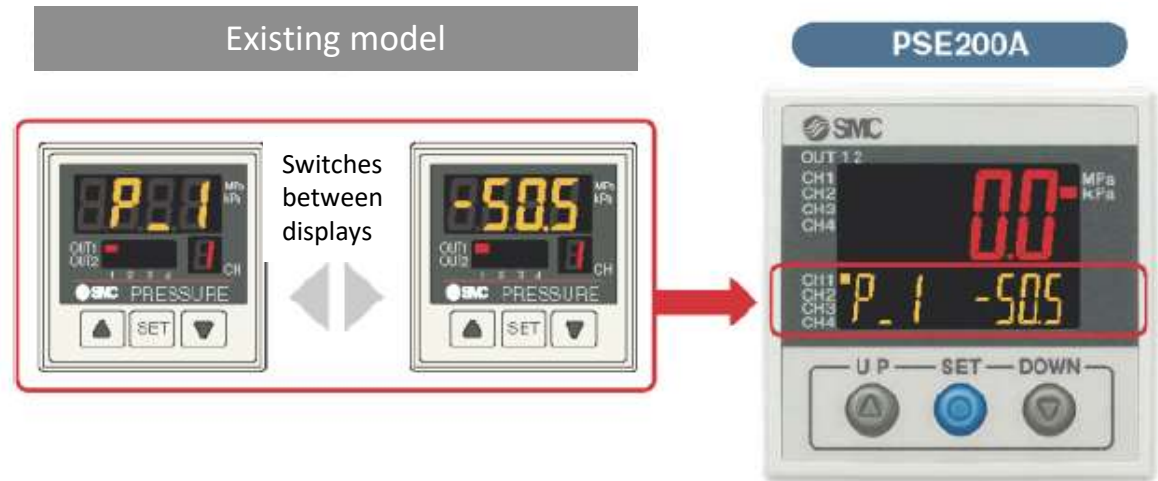 Existing model
PSE200A
P_1
MPa
kPa
OUT1
OUT2
1 2 3 4
1
CH
SMC PRESSURE
SET
Switches
between
displays
-50.5
MPa
kPa
OUT1
OUT2
1 2 3 4
1
CH
SMC PRESSURE
SET
SMC
OUT 1 2
CH1
CH2
CH3
CH4
0.0
MPa
kPa
CH1
CH2
CH3
CH4
P_1 -50.5
UP SET DOWN